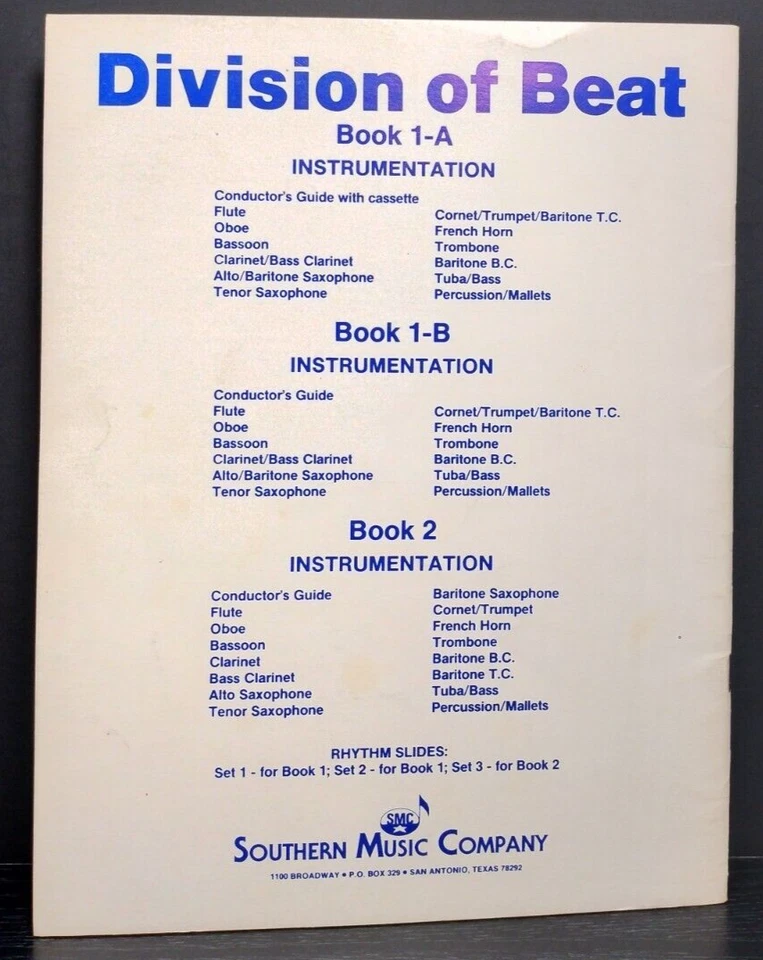 Division of Beat
Book 1-A
INSTRUMENTATION
Conductor's Guide with cassette
Flute
Oboe
Bassoon
Clarinet/Bass Clarinet
Alto/Baritone Saxophone
Tenor Saxophone
Cornet/Trumpet/Baritone T.C.
French Horn
Trombone
Baritone B.C.
Tuba/Bass
Percussion/Mallets
Book 1-B
INSTRUMENTATION
Conductor's Guide
Flute
Oboe
Bassoon
Clarinet/Bass Clarinet
Alto/Baritone Saxophone
Tenor Saxophone
Cornet/Trumpet/Baritone T.C.
French Horn
Trombone
Baritone B.C.
Tuba/Bass
Percussion/Mallets
Book 2
INSTRUMENTATION
Conductor's Guide
Flute
Oboe
Bassoon
Clarinet
Bass Clarinet
Alto Saxophone
Tenor Saxophone
Baritone Saxophone
Cornet/Trumpet
French Horn
Trombone
Baritone B.C.
Baritone T.C.
Tuba/Bass
Percussion/Mallets
RHYTHM SLIDES:
Set 1 - for Book 1; Set 2 - for Book 1; Set 3 - for Book 2
SMC
SOUTHERN MUSIC COMPANY
1100 BROADWAY • P.O. BOX 329 • SAN ANTONIO, TEXAS 78292